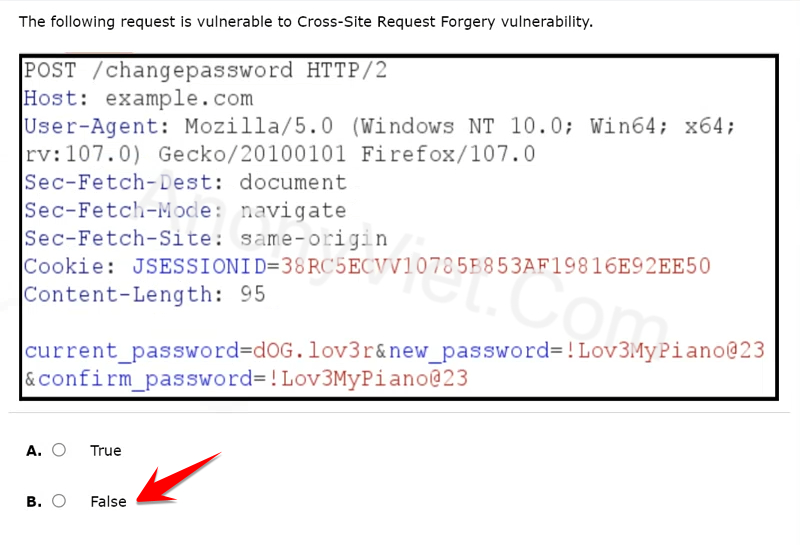 The following request is vulnerable to Cross-Site Request Forgery vulnerability.
POST /changepassword HTTP/2
Host: example.com
User-Agent: Mozilla/5.0 (Windows NT 10.0; Win64; x64;
rv:107.0) Gecko/20100101 Firefox/107.0
Sec-Fetch-Dest: document
Sec-Fetch-Mode: navigate
Sec-Fetch-Site: same-origin
Cookie: JSESSIONID=38RC5ECVV10785B853AF19816E92EE50
Content-Length: 95
current_password=dOG.lov3r&new_password=!Lov3MyPiano@23
&confirm_password=!Lov3MyPiano@23
AnonyViet.Com
A. True
B. False